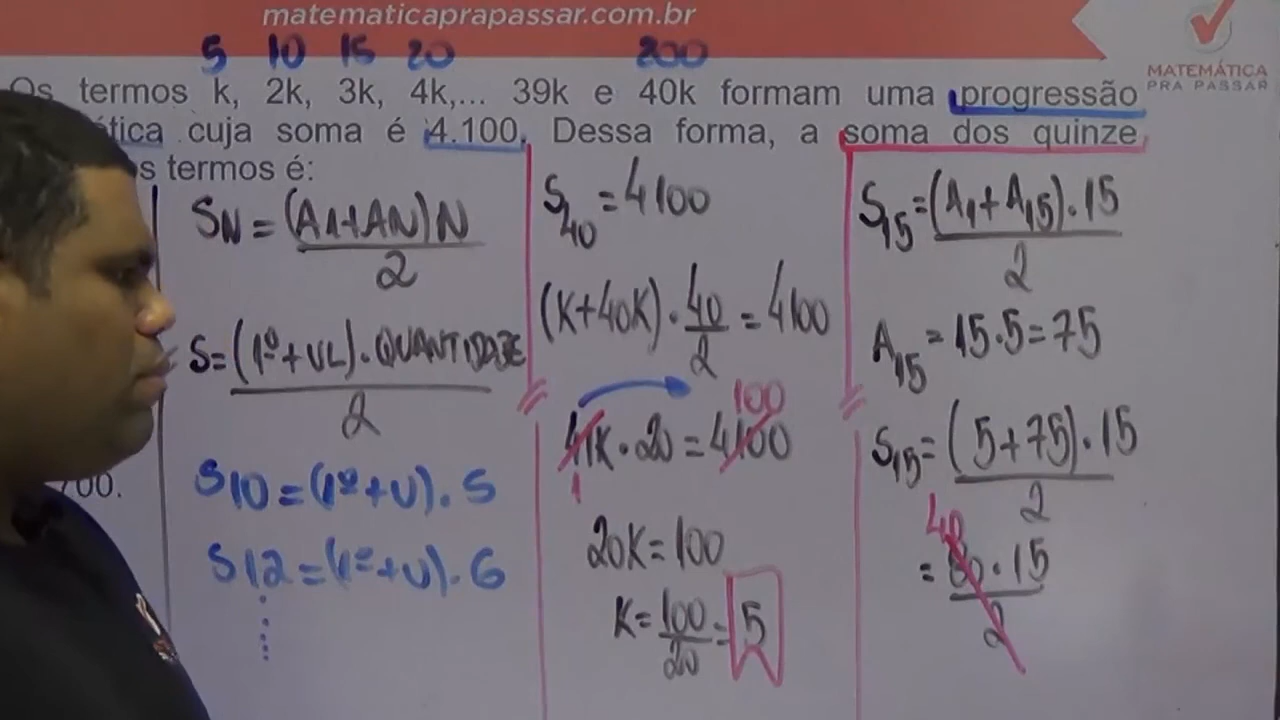 matematicaprapassar.com.br
MATEMÁTICA
PRA PASSAR
5 10 15 20 200
Os termos k, 2k, 3k, 4k,... 39k e 40k formam uma progressão
ática cuja soma é 4.100. Dessa forma, a soma dos quinze
s termos é:
700.
SN = (A1+AN)N
2
S=(1º+UL).QUANTIDADE
2
S10=(1º+U).5
S12=(1º+U).6
S40=4100
(K+40K).40/2=4100
100
41K.20=4100
1
20K=100
K=100/20=5
S15=(A1+A15).15
2
A15=15.5=75
S15=(5+75).15
2
40
=80.15
2